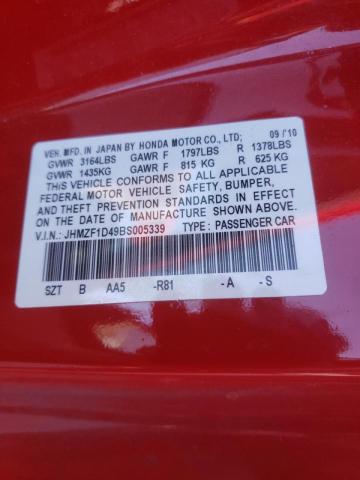 VEH. MFD. IN JAPAN BY HONDA MOTOR CO., LTD; 09 / '10
GVWR 3164LBS GAWR F 1797LBS R 1378LBS
GVWR 1435KG GAWR F 815 KG R 625 KG
THIS VEHICLE CONFORMS TO ALL APPLICABLE
FEDERAL MOTOR VEHICLE SAFETY, BUMPER,
AND THEFT PREVENTION STANDARDS IN
EFFECT ON THE DATE OF MANUFACTURE SHOWN ABOVE.
V.I.N.: JHMZF1D49BS005339 TYPE : PASSENGER CAR
SZT B AA5 -R81 -A -S